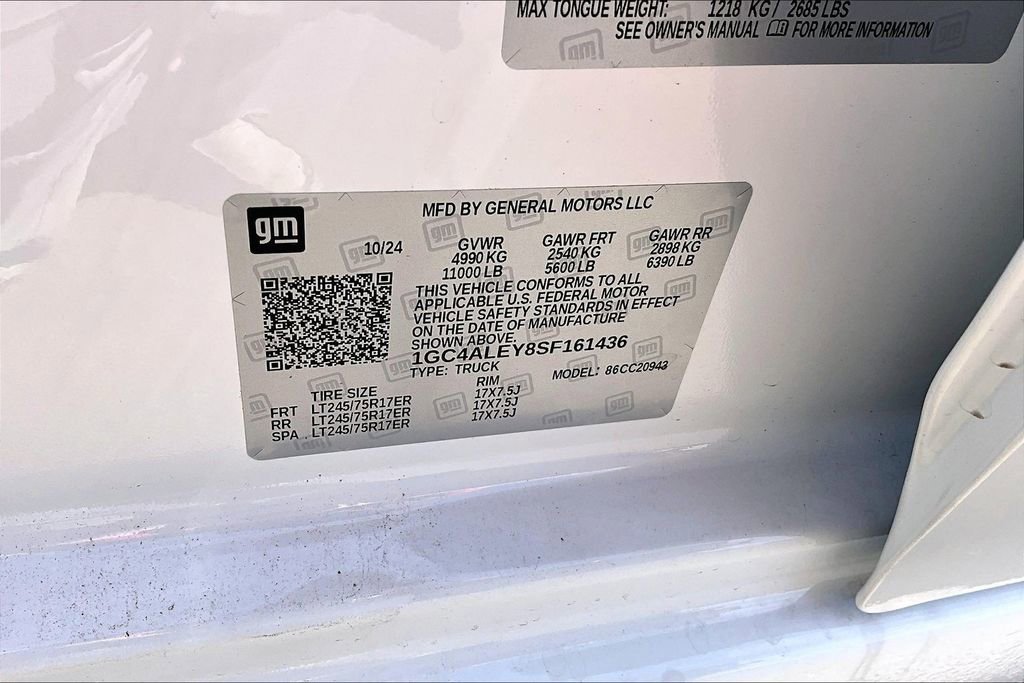 MAX TONGUE WEIGHT: 1218 KG / 2685 LBS
SEE OWNER'S MANUAL FOR MORE INFORMATION
gm
MFD BY GENERAL MOTORS LLC
10/24 GVWR GAWR FRT GAWR RR
4990 KG 2540 KG 2898 KG
11000 LB 5600 LB 6390 LB
THIS VEHICLE CONFORMS TO ALL
APPLICABLE U.S. FEDERAL MOTOR
VEHICLE SAFETY STANDARDS IN EFFECT
ON THE DATE OF MANUFACTURE
SHOWN ABOVE.
1GC4ALEY8SF161436
TYPE: TRUCK MODEL: 86CC20943
TIRE SIZE RIM
FRT LT245/75R17ER 17X7.5J
RR LT245/75R17ER 17X7.5J
SPA LT245/75R17ER 17X7.5J